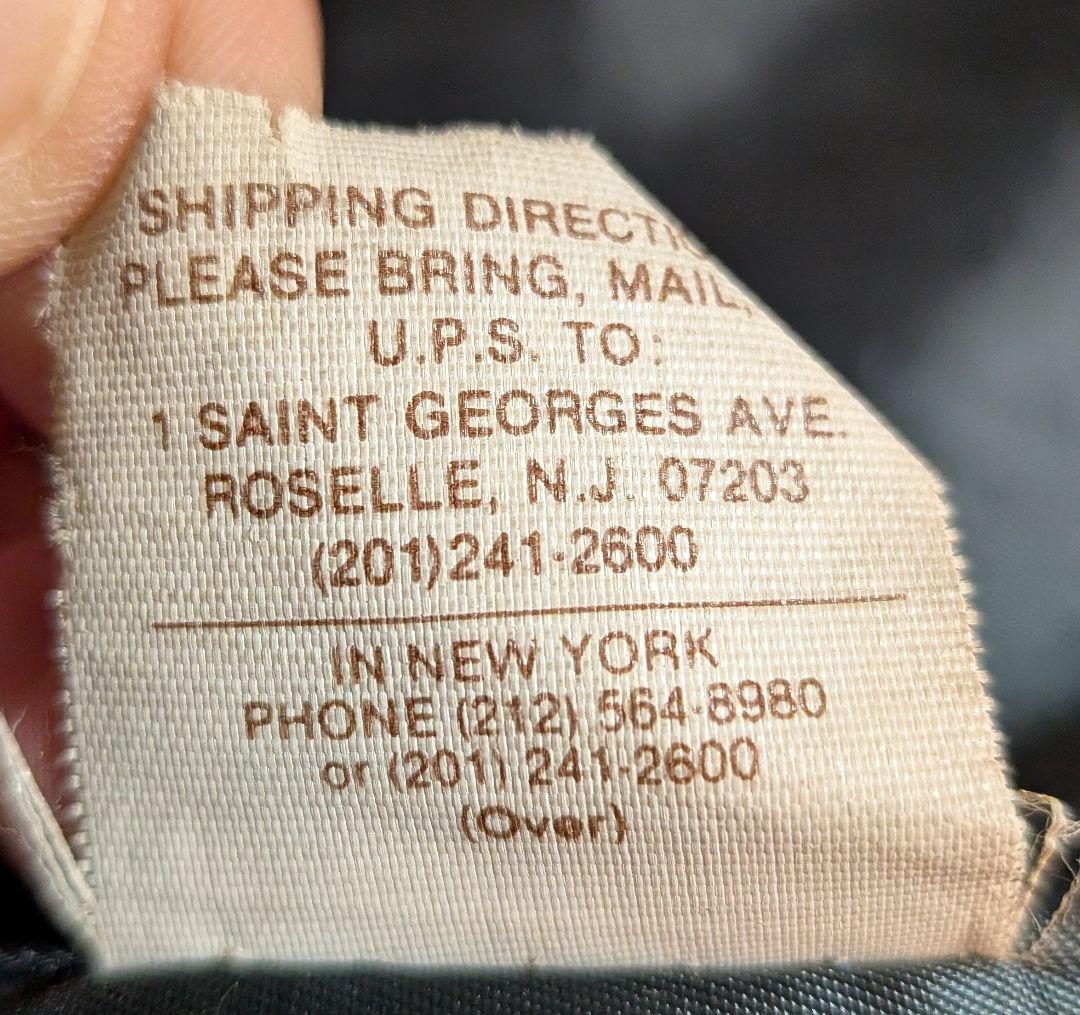 SHIPPING DIRECTI
PLEASE BRING, MAIL,
U.P.S. TO:
1 SAINT GEORGES AVE.
ROSELLE, N.J. 07203
(201)241-2600
IN NEW YORK
PHONE (212) 564-8980
or (201) 241-2600
(Over)